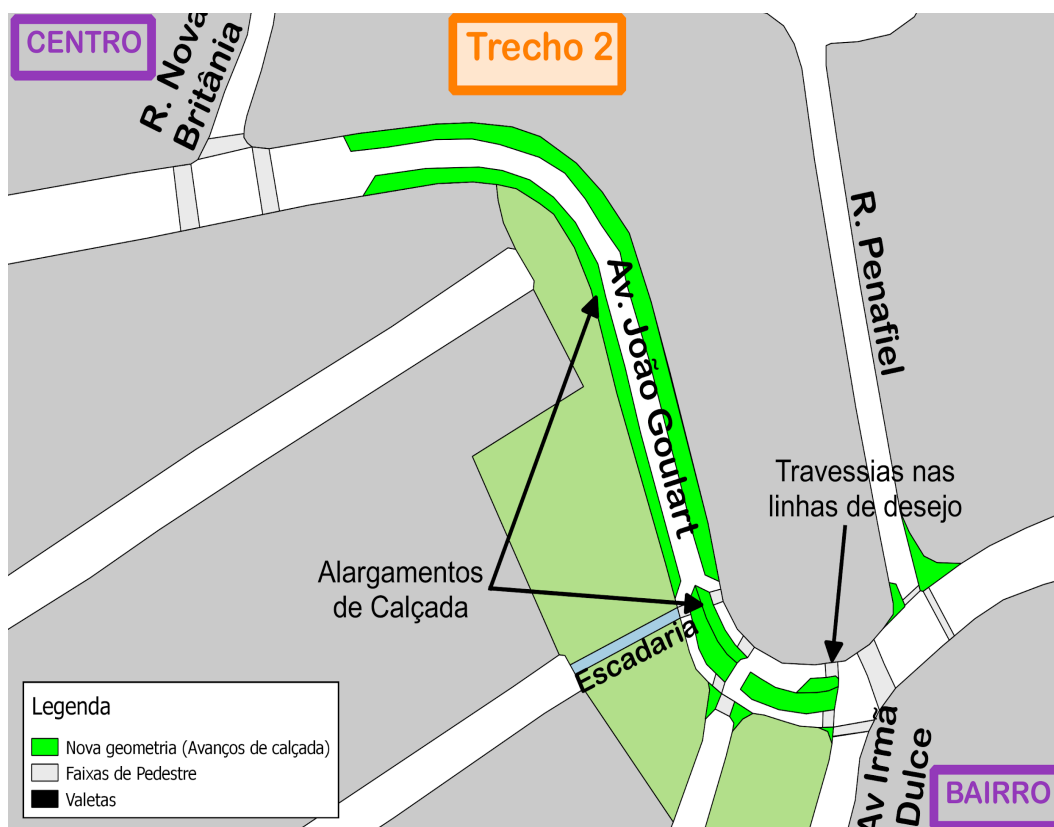 CENTRO
Trecho 2
R. Nova
Britânia
R. Penafiel
Av. João Goulart
Travessias nas
linhas de desejo
Alargamentos
de Calçada
Escadaria
Legenda
Nova geometria (Avanços de calçada)
Faixas de Pedestre
Valetas
Av Irmã
Dulce
BAIRRO